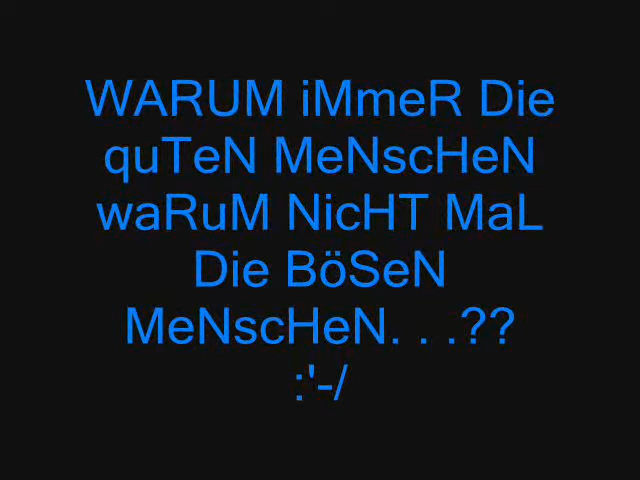 WARUM iMmeR Die
quTeN MeNscHeN
waRuM NicHT MaL
Die BöSeN
MeNscHeN. . .??
:'-/